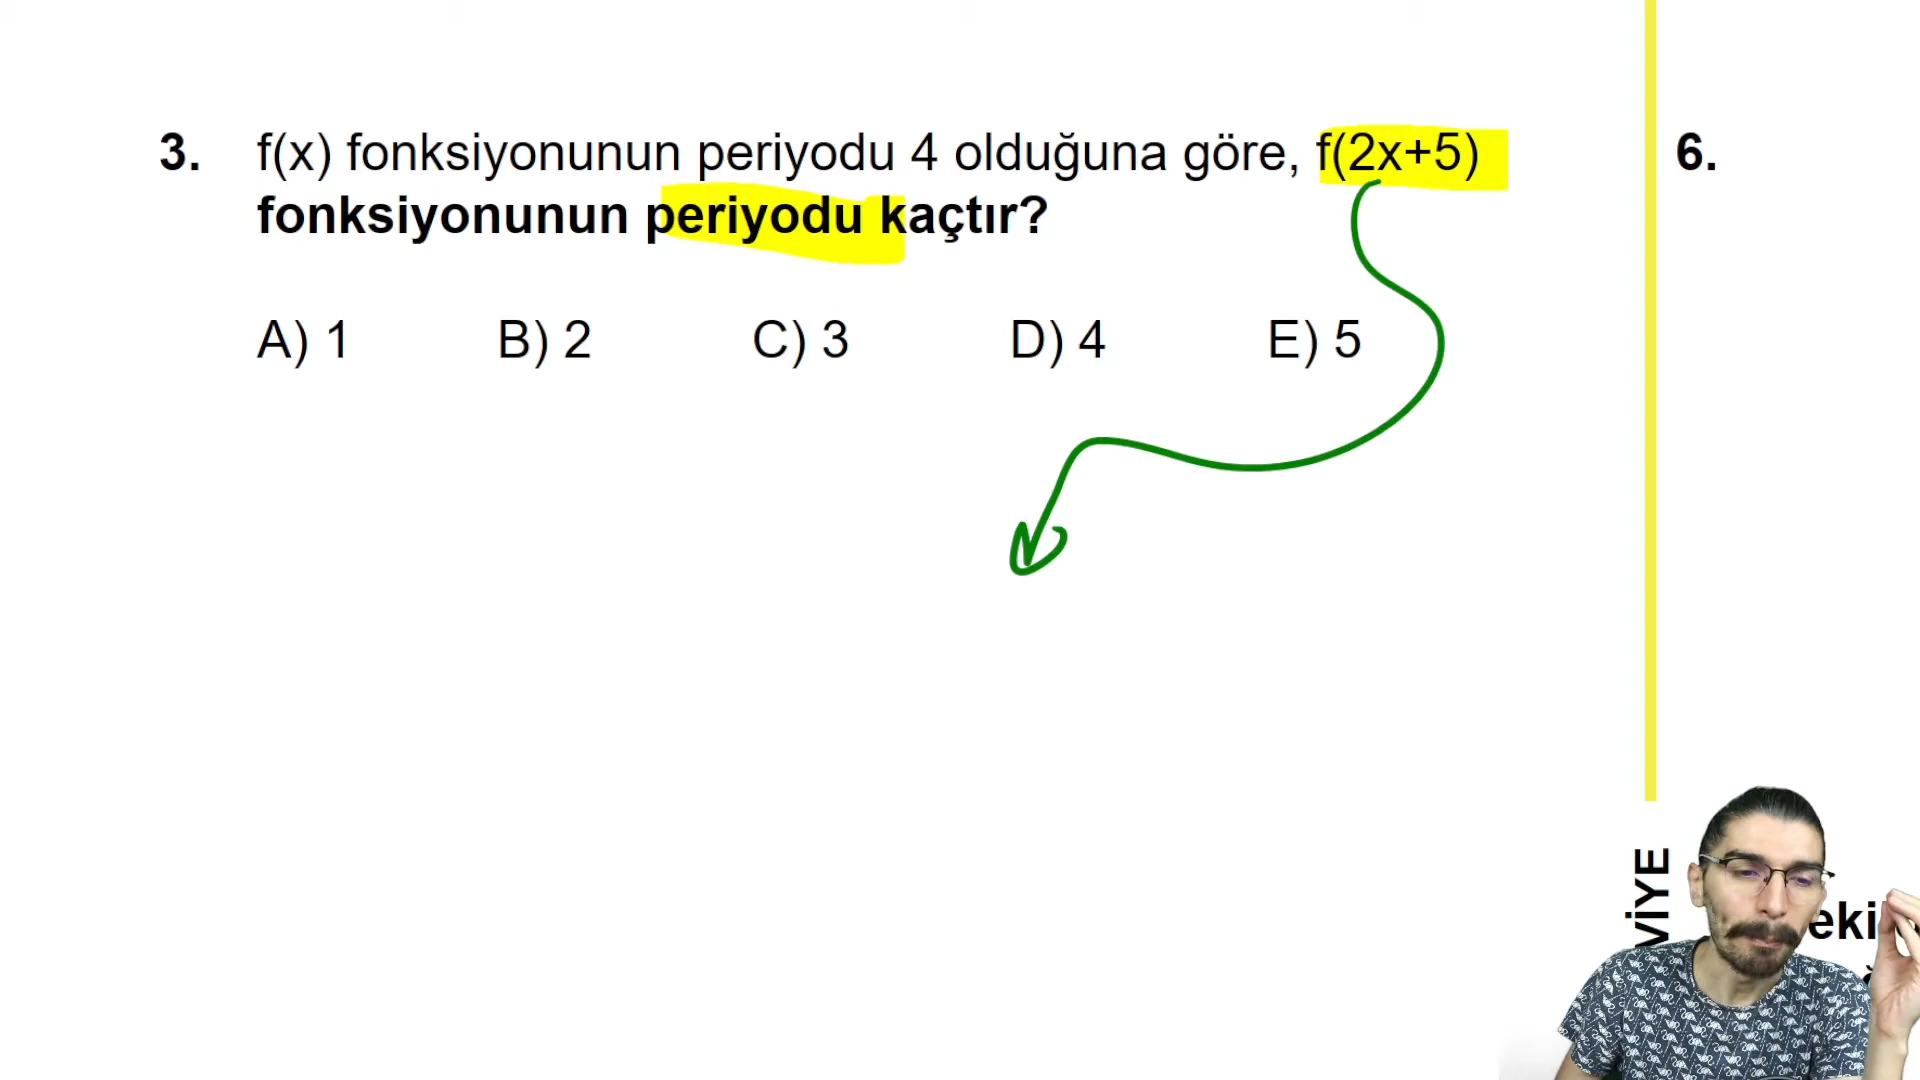 3. f(x) fonksiyonunun periyodu 4 olduğuna göre, f(2x+5)
fonksiyonunun periyodu kaçtır?
A) 1 B) 2 C) 3 D) 4 E) 5
6.